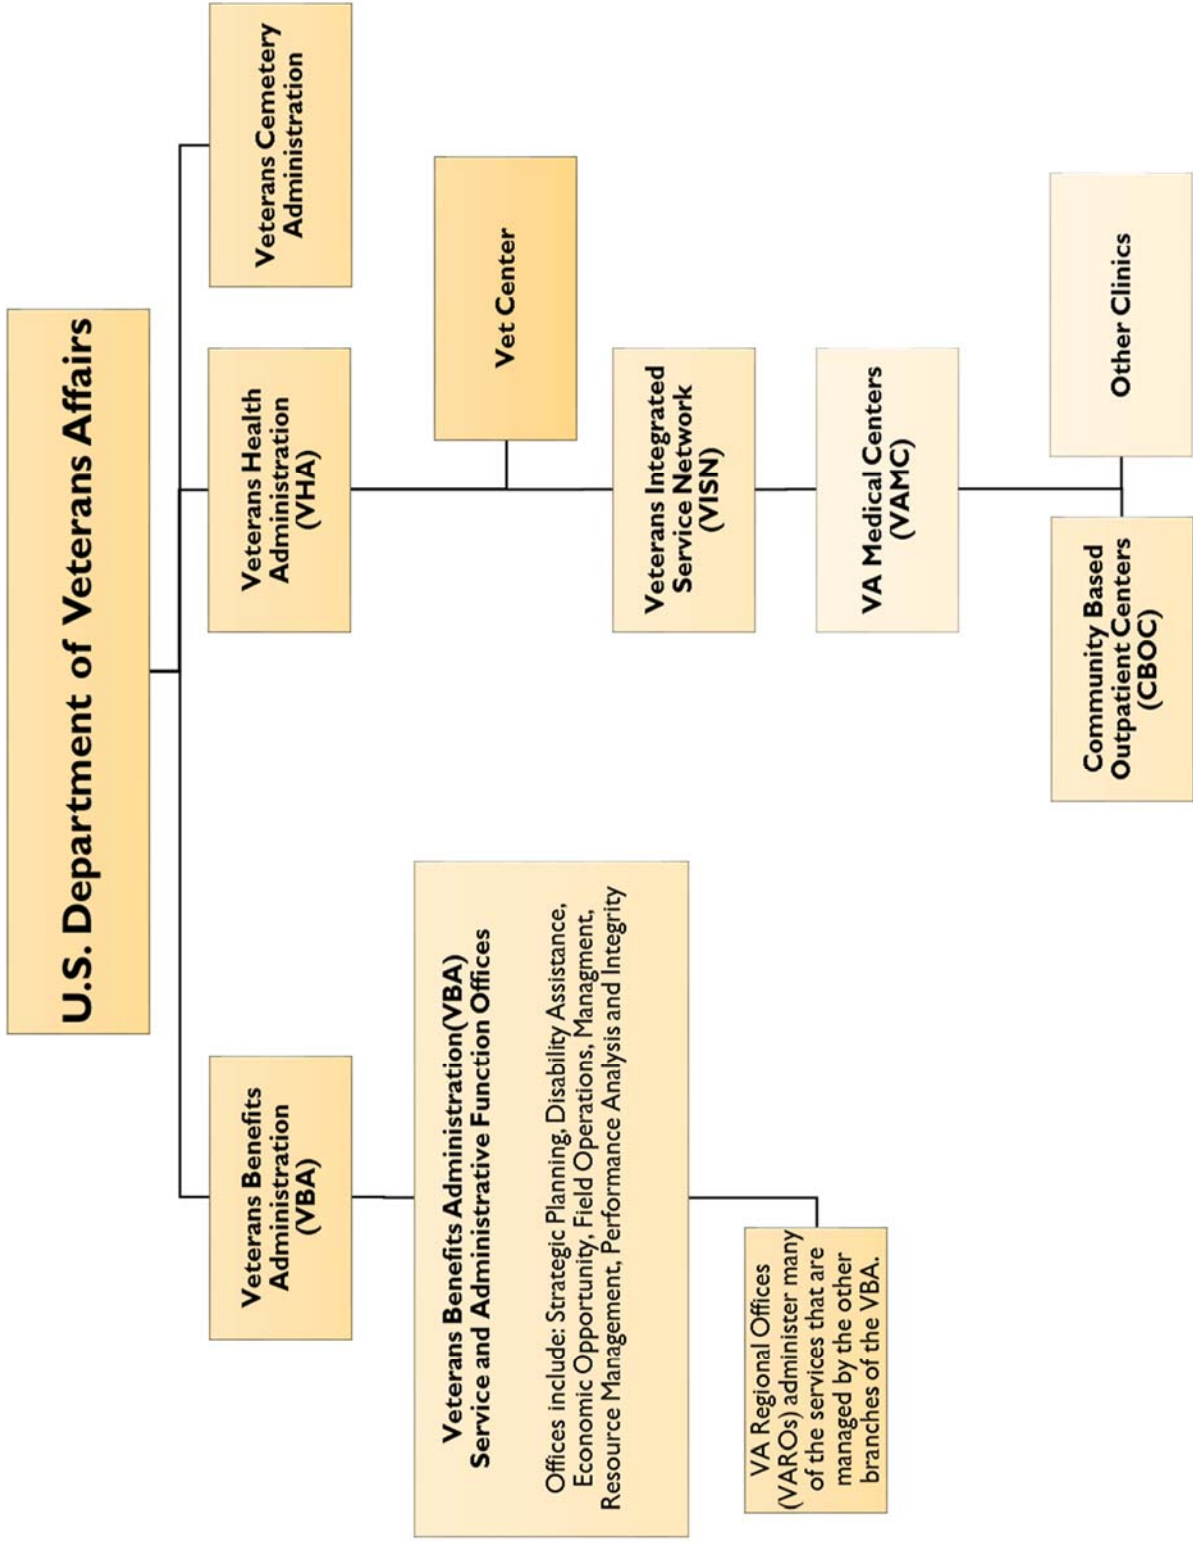 U.S. Department of Veterans Affairs
Veterans Benefits
Administration
(VBA)
Veterans Health
Administration
(VHA)
Veterans Cemetery
Administration
Veterans Benefits Administration(VBA)
Service and Administrative Function Offices
Offices include: Strategic Planning, Disability Assistance,
Economic Opportunity, Field Operations, Managment,
Resource Management, Performance Analysis and Integrity
Vet Center
Veterans Integrated
Service Network
(VISN)
VA Regional Offices
(VAROs) administer many
of the services that are
managed by the other
branches of the VBA.
VA Medical Centers
(VAMC)
Community Based
Outpatient Centers
(CBOC)
Other Clinics